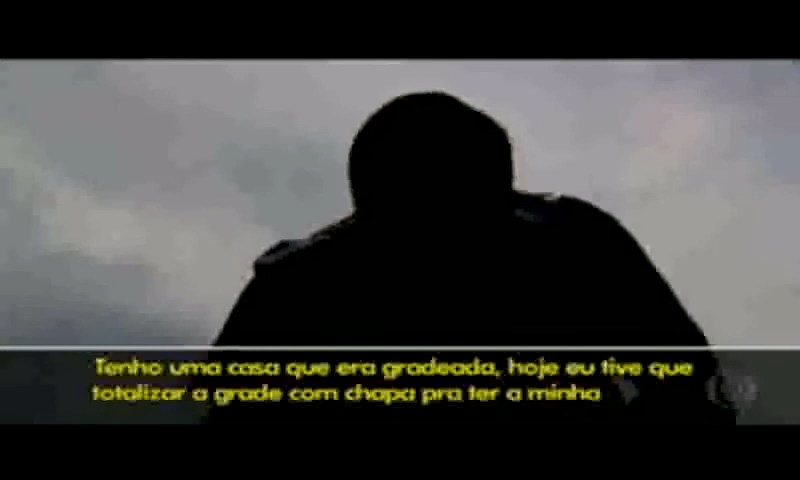 Tenho uma casa que era gradeada, hoje eu tive que
totalizar a grade com chapa pra ter a minha